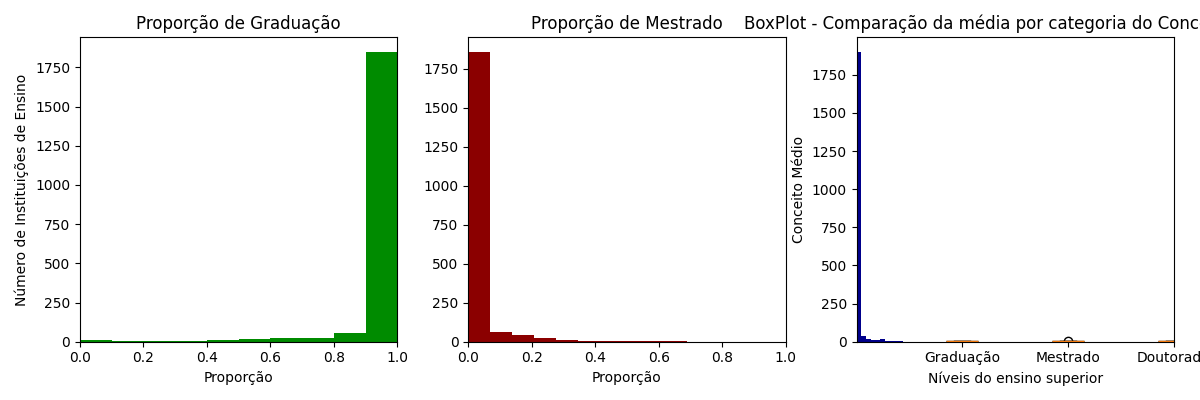 Proporção de Graduação
Número de Instituições de Ensino
1750
1500
1250
1000
750
500
250
0
0.0 0.2 0.4 0.6 0.8 1.0
Proporção
Proporção de Mestrado
1750
1500
1250
1000
750
500
250
0
0.0 0.2 0.4 0.6 0.8 1.0
Proporção
BoxPlot - Comparação da média por categoria do Conc
Conceito Médio
1750
1500
1250
1000
750
500
250
0
Graduação Mestrado Doutorad
Níveis do ensino superior